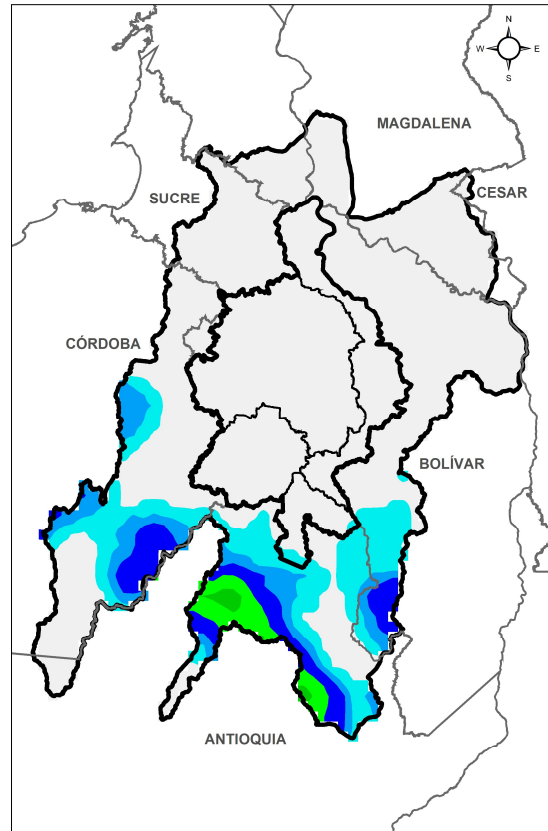 N
W E
S
MAGDALENA
CESAR
SUCRE
CÓRDOBA
BOLÍVAR
ANTIOQUIA